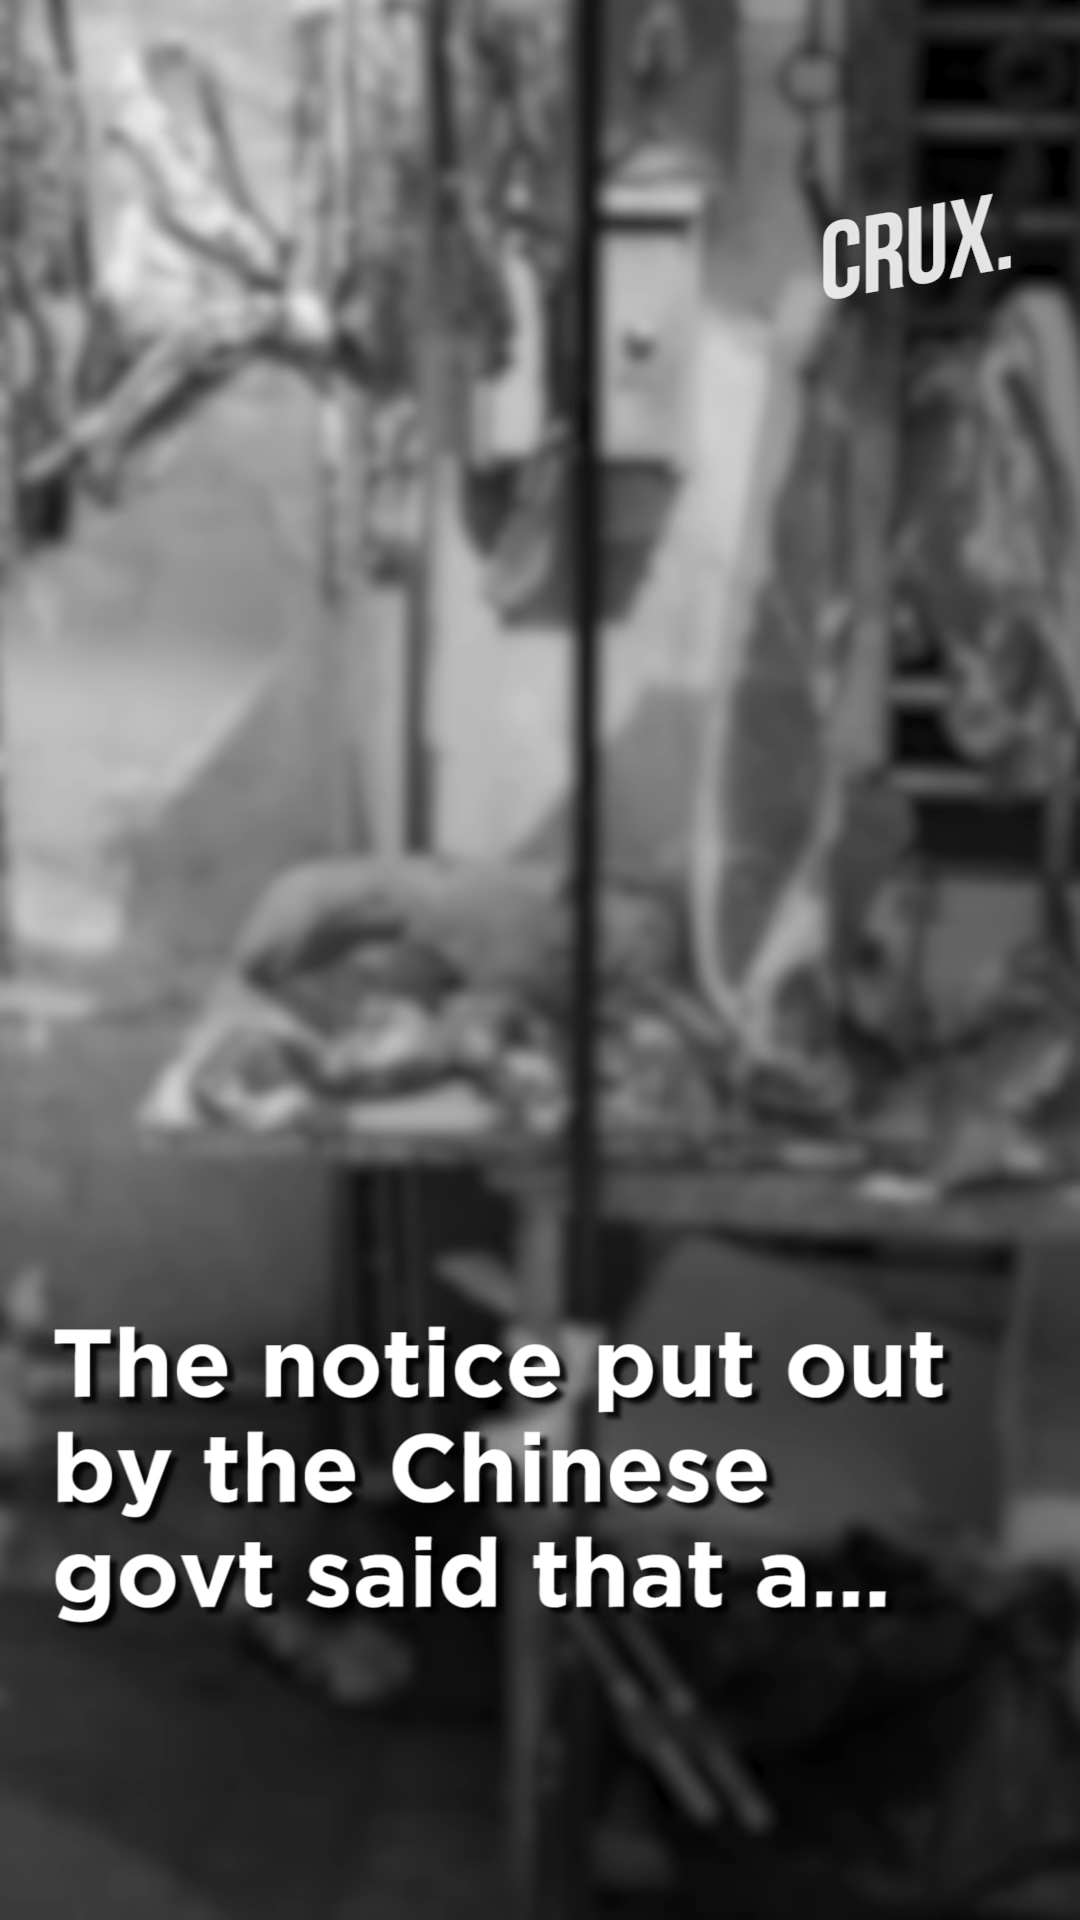 CRUX.
The notice put out
by the Chinese
govt said that a...